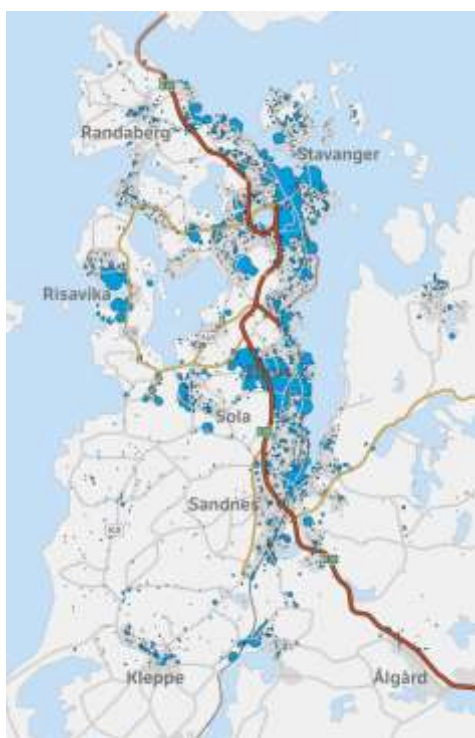 Randaberg
Stavanger
Risavika
Sola
Sandnes
Kleppe
Ålgård